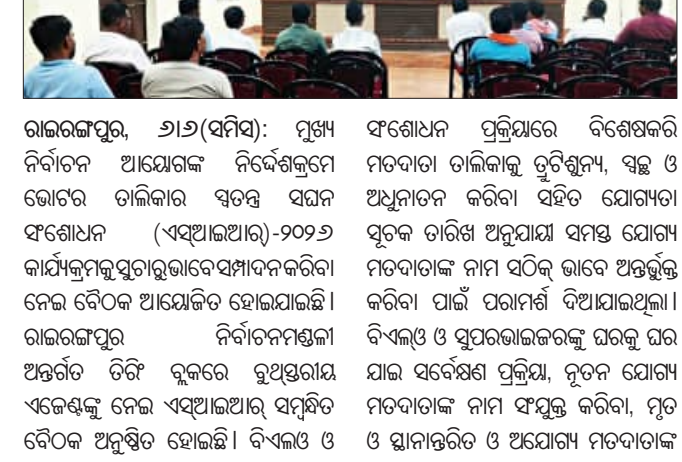 ରାଇରଙ୍ଗପୁର, ୬ା୬(ସମିସ): ମୁଖ୍ୟ
ନିର୍ବାଚନ ଆୟୋଗଙ୍କ ନିର୍ଦ୍ଦେଶକ୍ରମେ
ଭୋଟର ତାଲିକାର ସ୍ୱତନ୍ତ୍ର ସଘନ
ସଂଶୋଧନ (ଏସ୍ଆଇଆର)-୨୦୨୬
କାର୍ଯ୍ୟକ୍ରମକୁସୁଚାରୁଭାବେସମ୍ପାଦନକରିବା
ନେଇ ବୈଠକ ଆୟୋଜିତ ହୋଇଯାଇଛି।
ରାଇରଙ୍ଗପୁର ନିର୍ବାଚନମଣ୍ଡଳୀ
ଅନ୍ତର୍ଗତ ତିରିଂ ବ୍ଲକରେ ବୁଥ୍‌ସ୍ତରୀୟ
ଏଜେଣ୍ଟଙ୍କୁ ନେଇ ଏସ୍ଆଇଆର୍ ସମ୍ବନ୍ଧିତ
ବୈଠକ ଅନୁଷ୍ଠିତ ହୋଇଛି। ବିଏଲଓ ଓ
ସଂଶୋଧନ ପ୍ରକ୍ରିୟାରେ ବିଶେଷକରି
ମତଦାତା ତାଲିକାକୁ ତ୍ରୁଟିଶୁନ୍ୟ, ସ୍ୱଚ୍ଛ ଓ
ଅଧୁନାତନ କରିବା ସହିତ ଯୋଗ୍ୟତା
ସୂଚକ ତାରିଖ ଅନୁଯାୟୀ ସମସ୍ତ ଯୋଗ୍ୟ
ମତଦାତାଙ୍କ ନାମ ସଠିକ୍ ଭାବେ ଅନ୍ତର୍ଭୁକ୍ତ
କରିବା ପାଇଁ ପରାମର୍ଶ ଦିଆଯାଇଥିଲା।
ବିଏଲ୍ଓ ଓ ସୁପରଭାଇଜରଙ୍କୁ ଘରକୁ ଘର
ଯାଇ ସର୍ବେକ୍ଷଣ ପ୍ରକ୍ରିୟା, ନୂତନ ଯୋଗ୍ୟ
ମତଦାତାଙ୍କ ନାମ ସଂଯୁକ୍ତ କରିବା, ମୃତ
ଓ ସ୍ଥାନାନ୍ତରିତ ଓ ଅଯୋଗ୍ୟ ମତଦାତାଙ୍କ